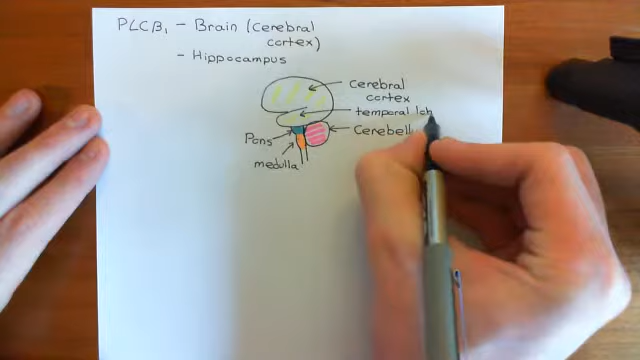 PLCβ₁ - Brain (Cerebral
cortex)
- Hippocampus
Cerebral
cortex
temporal lob
Cerebell
Pons
medulla